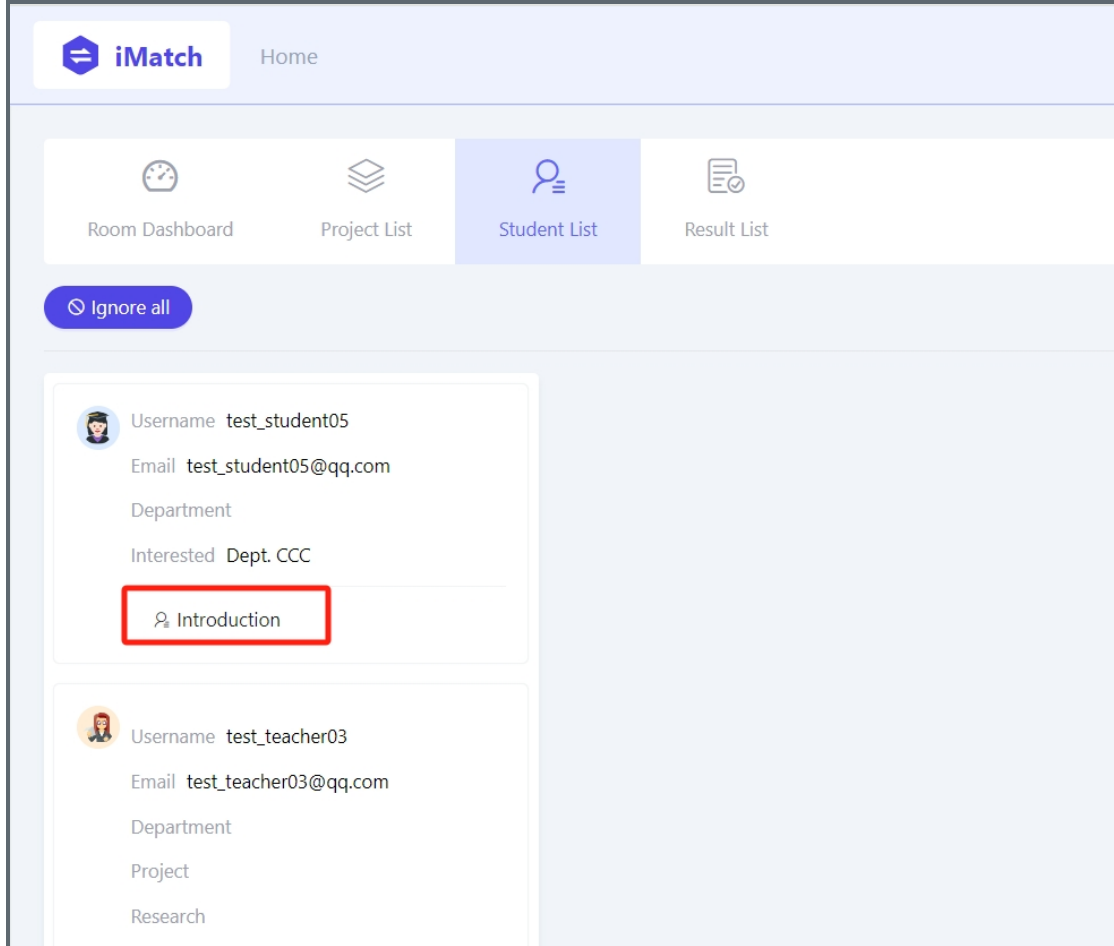 iMatch Home
Room Dashboard Project List Student List Result List
Ignore all
Username test_student05
Email test_student05@qq.com
Department
Interested Dept. CCC
Introduction
Username test_teacher03
Email test_teacher03@qq.com
Department
Project
Research